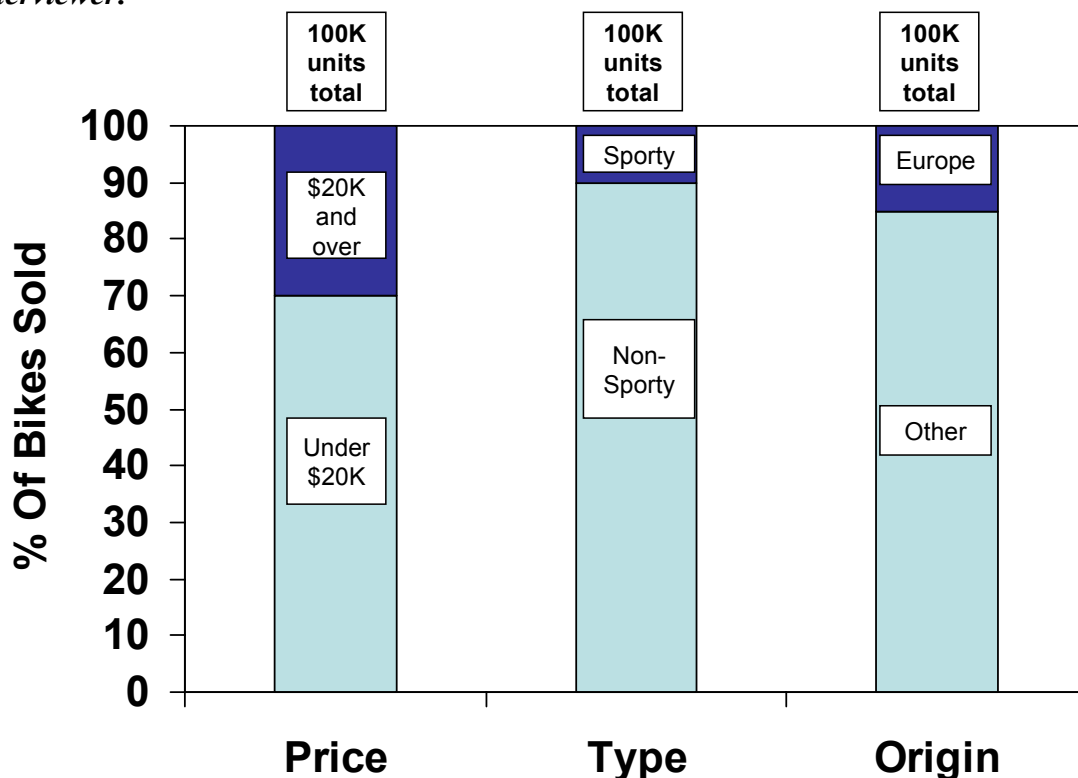 100K
units
total
100K
units
total
100K
units
total
100
90
80
70
60
50
40
30
20
10
0
% Of Bikes Sold
$20K
and
over
Under
$20K
Sporty
Non-
Sporty
Europe
Other
Price
Type
Origin